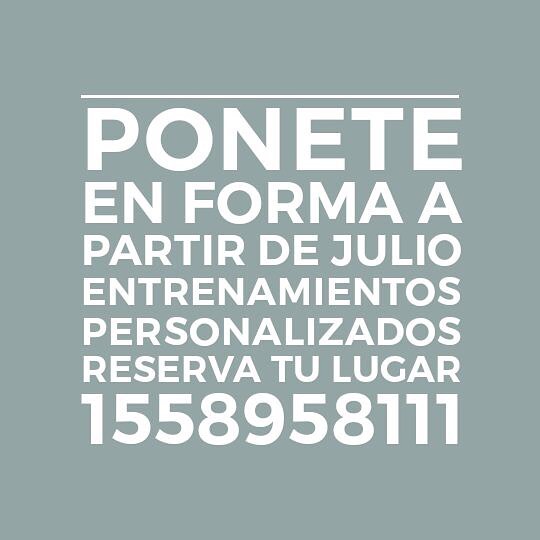 PONETE
EN FORMA A
PARTIR DE JULIO
ENTRENAMIENTOS
PERSONALIZADOS
RESERVA TU LUGAR
1558958111